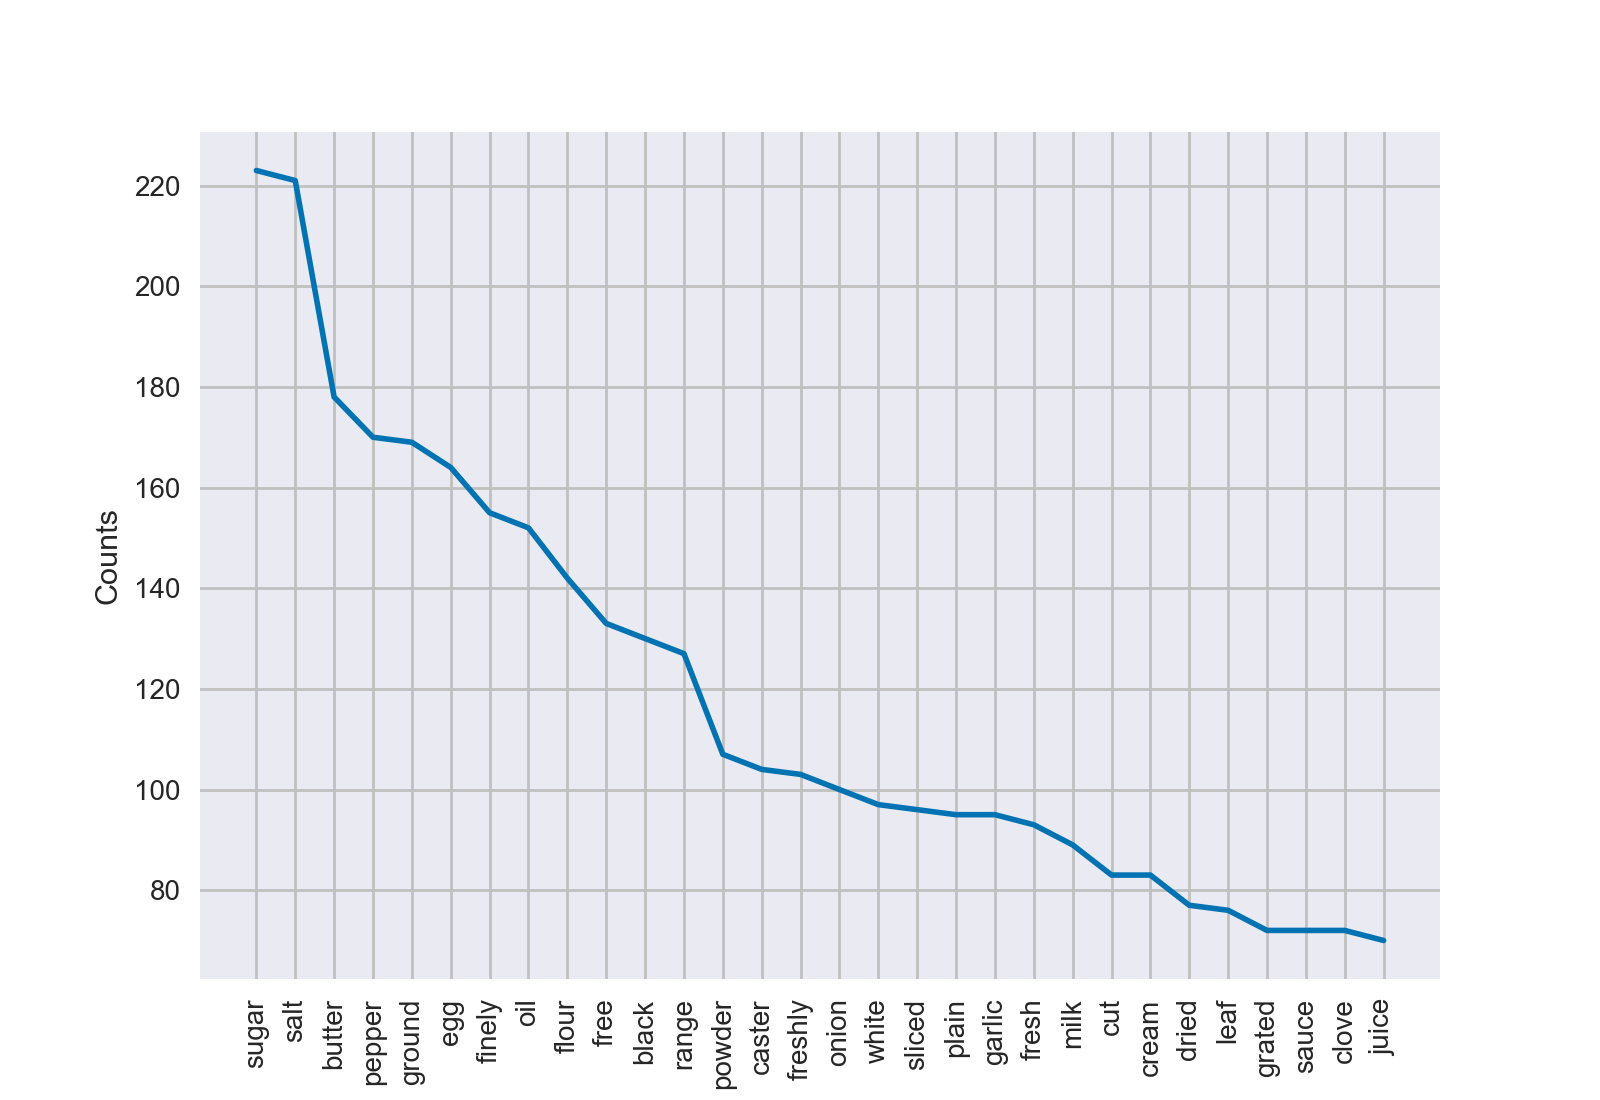 220
200
180
160
140
120
100
80
Counts
sugar
salt
butter
pepper
ground
egg
finely
oil
flour
free
black
range
powder
caster
freshly
onion
white
sliced
plain
garlic
fresh
milk
cut
cream
dried
leaf
grated
sauce
clove
juice